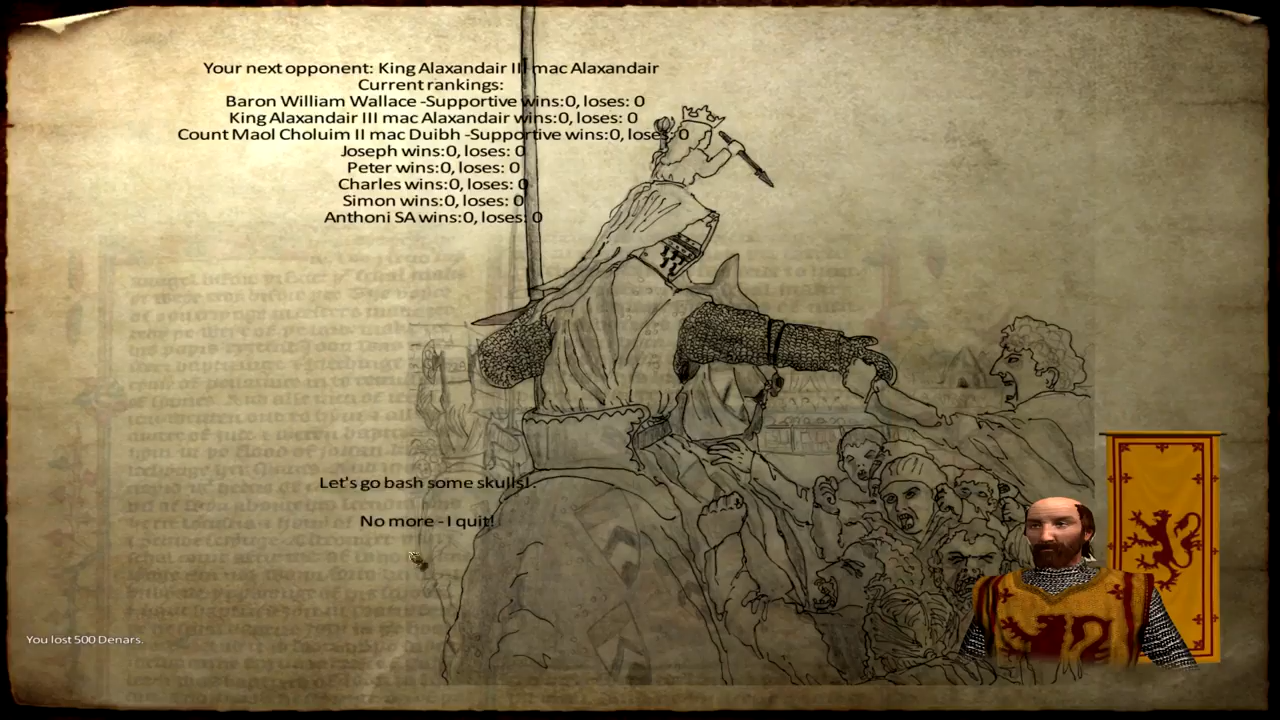 Your next opponent: King Alaxandair III mac Alaxandair
Current rankings:
Baron William Wallace -Supportive wins:0, loses: 0
King Alaxandair III mac Alaxandair wins:0, loses: 0
Count Maol Choluim II mac Duibh -Supportive wins:0, loses: 0
Joseph wins:0, loses: 0
Peter wins:0, loses: 0
Charles wins:0, loses: 0
Simon wins:0, loses: 0
Anthoni SA wins:0, loses: 0
Let's go bash some skulls!
No more - I quit!
You lost 500 Denars.